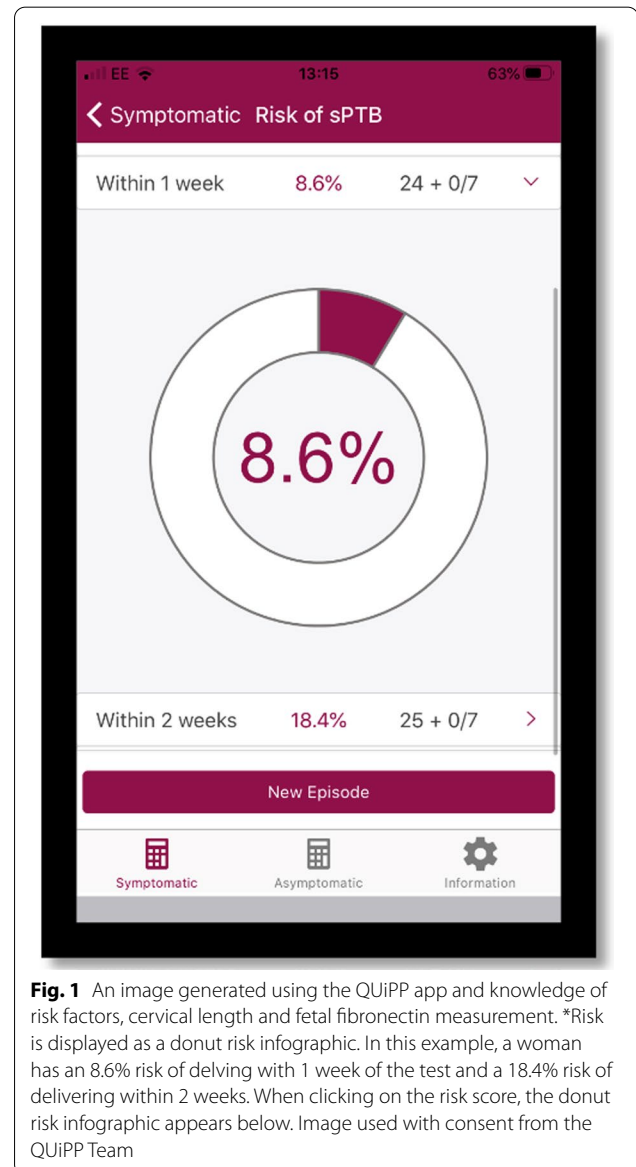 EE 13:15 63%
Symptomatic Risk of sPTB
Within 1 week 8.6% 24 + 0/7
8.6%
Within 2 weeks 18.4% 25 + 0/7
New Episode
Symptomatic Asymptomatic Information
Fig. 1 An image generated using the QUiPP app and knowledge of
risk factors, cervical length and fetal fibronectin measurement. *Risk
is displayed as a donut risk infographic. In this example, a woman
has an 8.6% risk of delving with 1 week of the test and a 18.4% risk of
delivering within 2 weeks. When clicking on the risk score, the donut
risk infographic appears below. Image used with consent from the
QUiPP Team